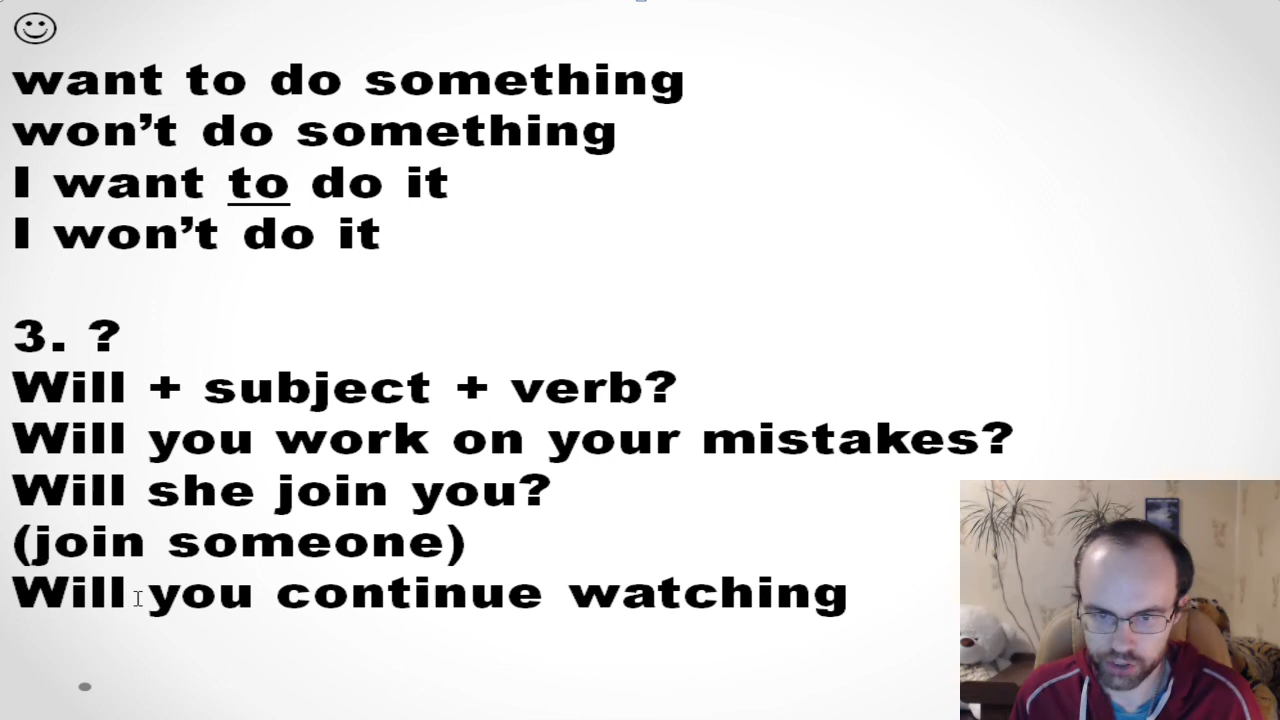 want to do something
won’t do something
I want to do it
I won’t do it
3. ?
Will + subject + verb?
Will you work on your mistakes?
Will she join you?
(join someone)
Will you continue watching